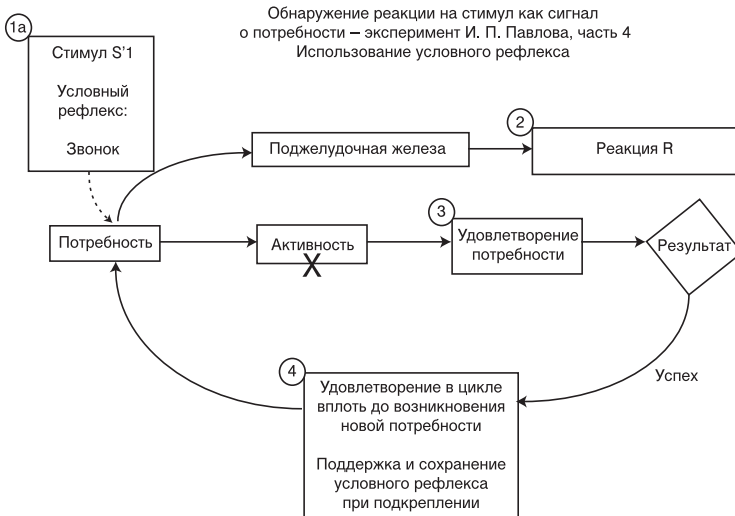 Обнаружение реакции на стимул как сигнал
о потребности – эксперимент И. П. Павлова, часть 4
Использование условного рефлекса
1a
Стимул S'1
Условный
рефлекс:
Звонок
Поджелудочная железа
2
Реакция R
Потребность
Активность
X
3
Удовлетворение
потребности
Результат
Успех
4
Удовлетворение в цикле
вплоть до возникновения
новой потребности
Поддержка и сохранение
условного рефлекса
при подкреплении